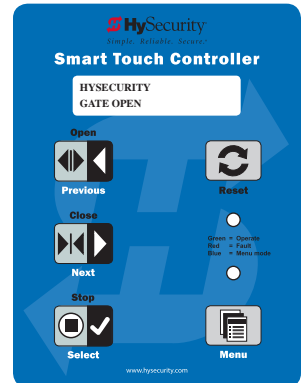 HySecurity
Simple. Reliable. Secure.
Smart Touch Controller
HYSECURITY
GATE OPEN
Open
Previous
Reset
Close
Next
Green = Operate
Red = Fault
Blue = Menu mode
Stop
Select
Menu
www.hysecurity.com